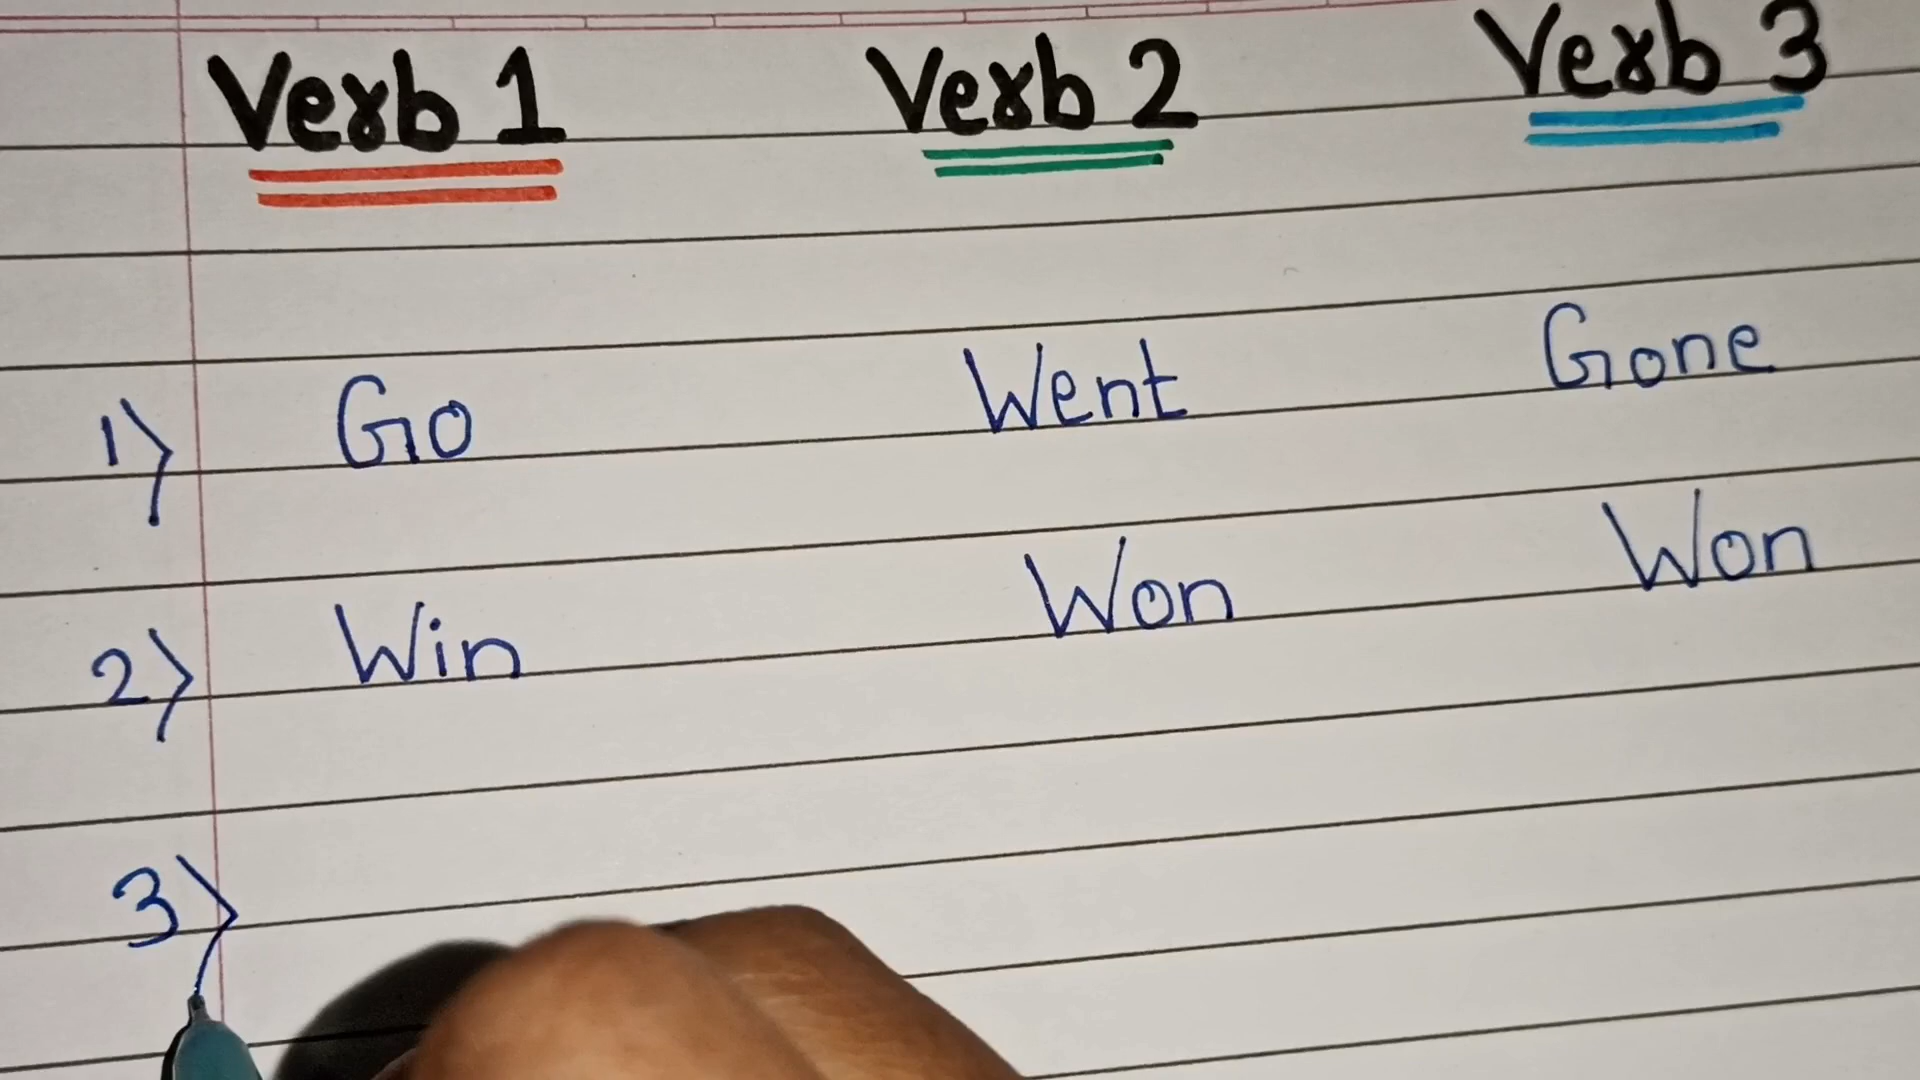 Verb 1 Verb 2 Verb 3
1) Go Went Gone
2) Win Won Won
3)